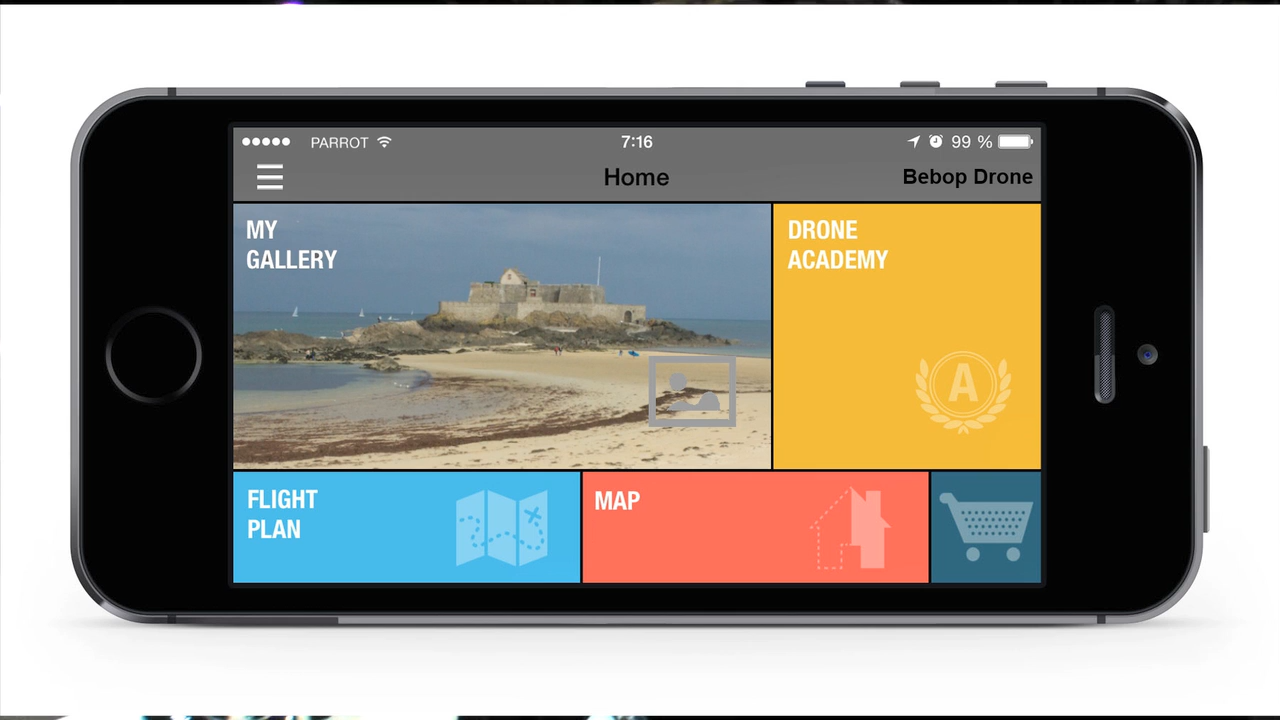 PARROT 7:16 99 %
Home Bebop Drone
MY
GALLERY
DRONE
ACADEMY
A
FLIGHT
PLAN
MAP